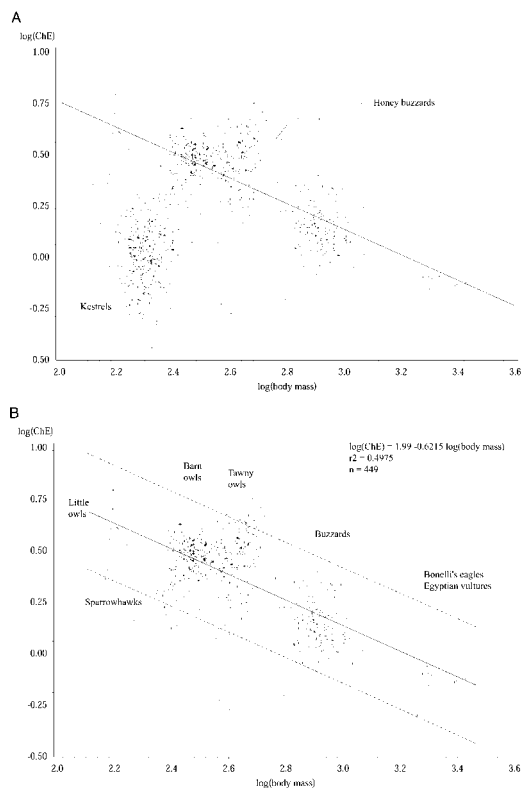 A
log(ChE)
1.00
0.75
Honey buzzards
0.50
0.25
0.00
-0.25
Kestrels
0.50
2.0 2.2 2.4 2.6 2.8 3.0 3.2 3.4 3.6
log(body mass)
B
log(ChE)
1.00
log(ChE) = 1.99 -0.6215 log(body mass)
r2 = 0.4975
n = 449
Barn owls
Tawny owls
0.75
Little owls
Buzzards
0.50
Bonelli's eagles
Egyptian vultures
0.25
Sparrowhawks
0.00
-0.25
-0.50
2.0 2.2 2.4 2.6 2.8 3.0 3.2 3.4 3.6
log(body mass)